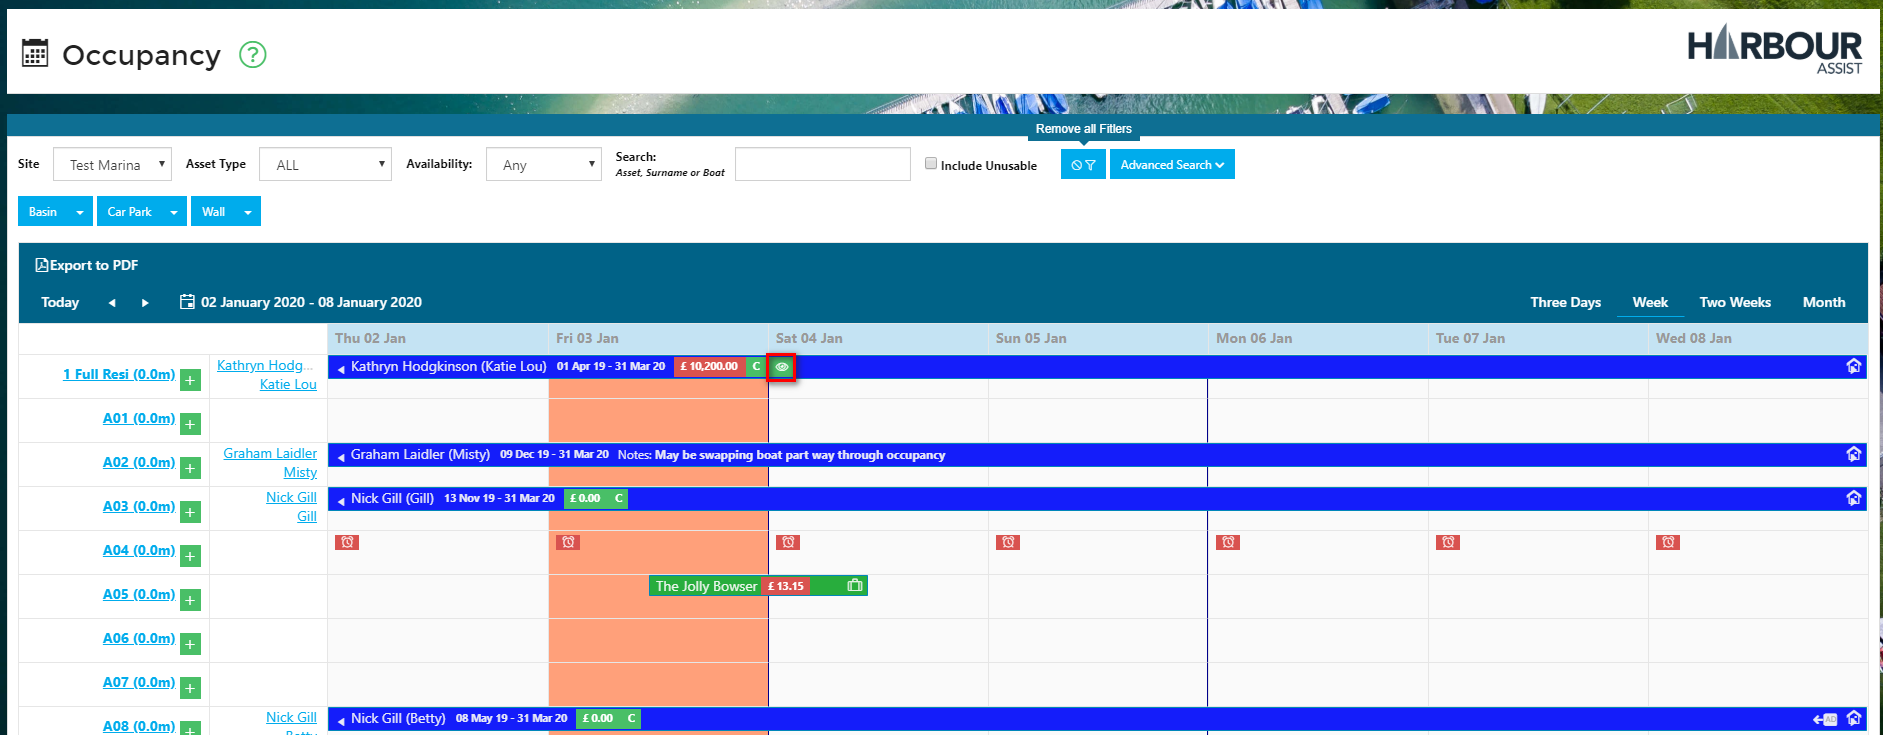 Occupancy ?
HARBOUR
ASSIST
Remove all Fitlers
Site Test Marina Asset Type ALL Availability: Any Search: Include Unusable Advanced Search
Asset, Surname or Boat
Basin Car Park Wall
Export to PDF
Today 02 January 2020 - 08 January 2020 Three Days Week Two Weeks Month
Thu 02 Jan Fri 03 Jan Sat 04 Jan Sun 05 Jan Mon 06 Jan Tue 07 Jan Wed 08 Jan
1 Full Resi (0.0m) + Kathryn Hodg... Kathryn Hodgkinson (Katie Lou) 01 Apr 19 - 31 Mar 20 £ 10,200.00 C
Katie Lou
A01 (0.0m) +
A02 (0.0m) + Graham Laidler Graham Laidler (Misty) 09 Dec 19 - 31 Mar 20 Notes: May be swapping boat part way through occupancy
Misty
A03 (0.0m) + Nick Gill Nick Gill (Gill) 13 Nov 19 - 31 Mar 20 £ 0.00 C
Gill
A04 (0.0m) +
A05 (0.0m) + The Jolly Bowser £ 13.15
A06 (0.0m) +
A07 (0.0m) +
A08 (0.0m) + Nick Gill Nick Gill (Betty) 08 May 19 - 31 Mar 20 £ 0.00 C AD
Betty